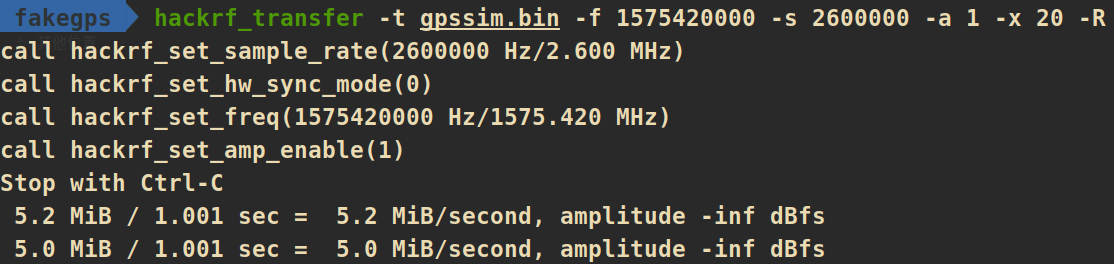 fakegps hackrf_transfer -t gpssim.bin -f 1575420000 -s 2600000 -a 1 -x 20 -R
call hackrf_set_sample_rate(2600000 Hz/2.600 MHz)
call hackrf_set_hw_sync_mode(0)
call hackrf_set_freq(1575420000 Hz/1575.420 MHz)
call hackrf_set_amp_enable(1)
Stop with Ctrl-C
 5.2 MiB / 1.001 sec =  5.2 MiB/second, amplitude -inf dBfs
 5.0 MiB / 1.001 sec =  5.0 MiB/second, amplitude -inf dBfs